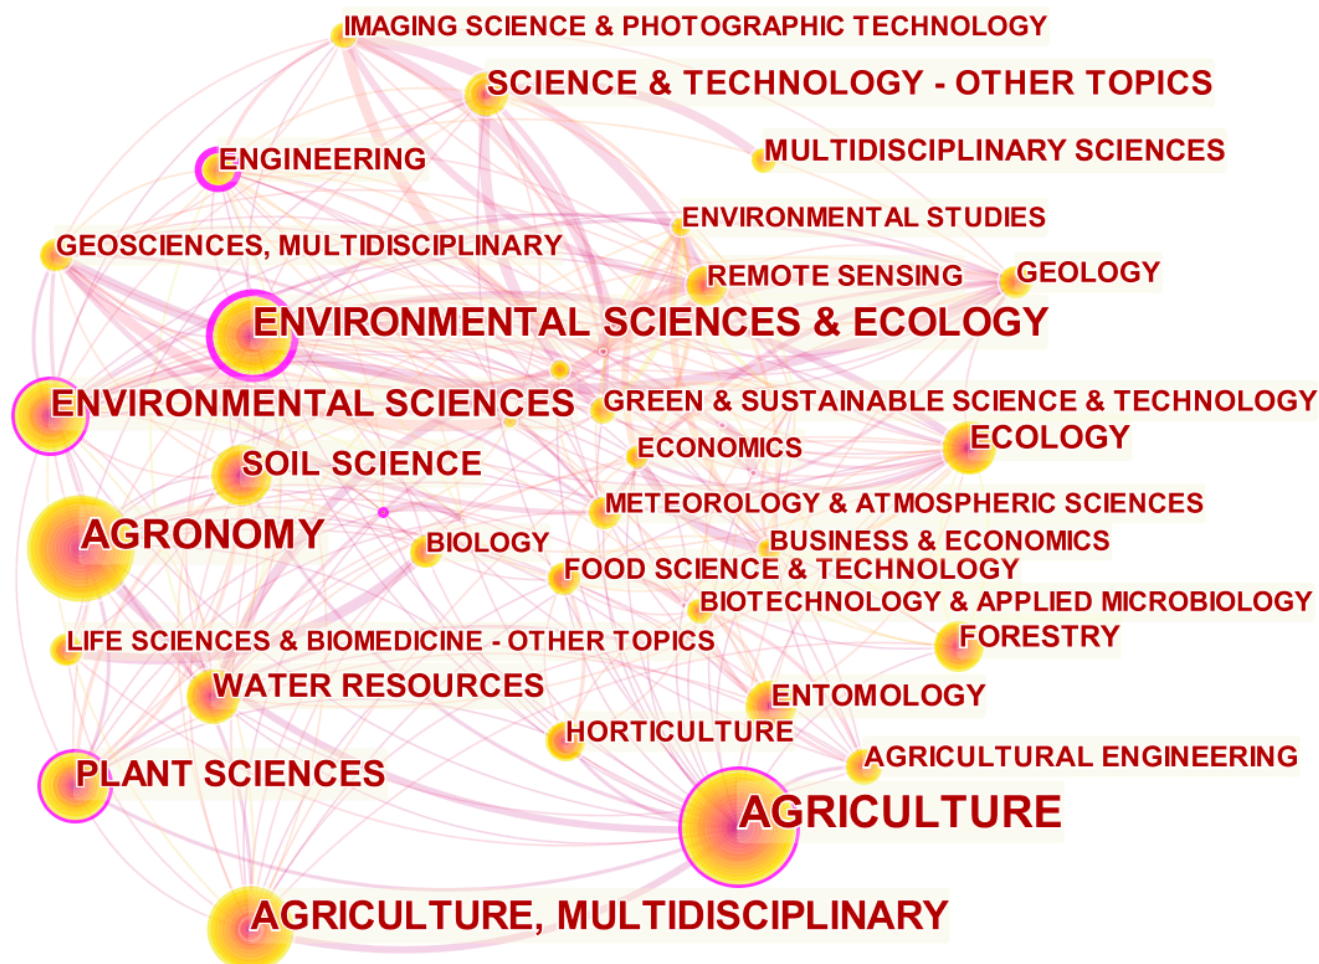 IMAGING SCIENCE & PHOTOGRAPHIC TECHNOLOGY
SCIENCE & TECHNOLOGY - OTHER TOPICS
MULTIDISCIPLINARY SCIENCES
ENGINEERING
ENVIRONMENTAL STUDIES
GEOSCIENCES, MULTIDISCIPLINARY
REMOTE SENSING
GEOLOGY
ENVIRONMENTAL SCIENCES & ECOLOGY
ENVIRONMENTAL SCIENCES
GREEN & SUSTAINABLE SCIENCE & TECHNOLOGY
ECOLOGY
ECONOMICS
SOIL SCIENCE
METEOROLOGY & ATMOSPHERIC SCIENCES
AGRONOMY
BIOLOGY
BUSINESS & ECONOMICS
FOOD SCIENCE & TECHNOLOGY
BIOTECHNOLOGY & APPLIED MICROBIOLOGY
FORESTRY
LIFE SCIENCES & BIOMEDICINE - OTHER TOPICS
WATER RESOURCES
ENTOMOLOGY
HORTICULTURE
AGRICULTURAL ENGINEERING
PLANT SCIENCES
AGRICULTURE
AGRICULTURE, MULTIDISCIPLINARY